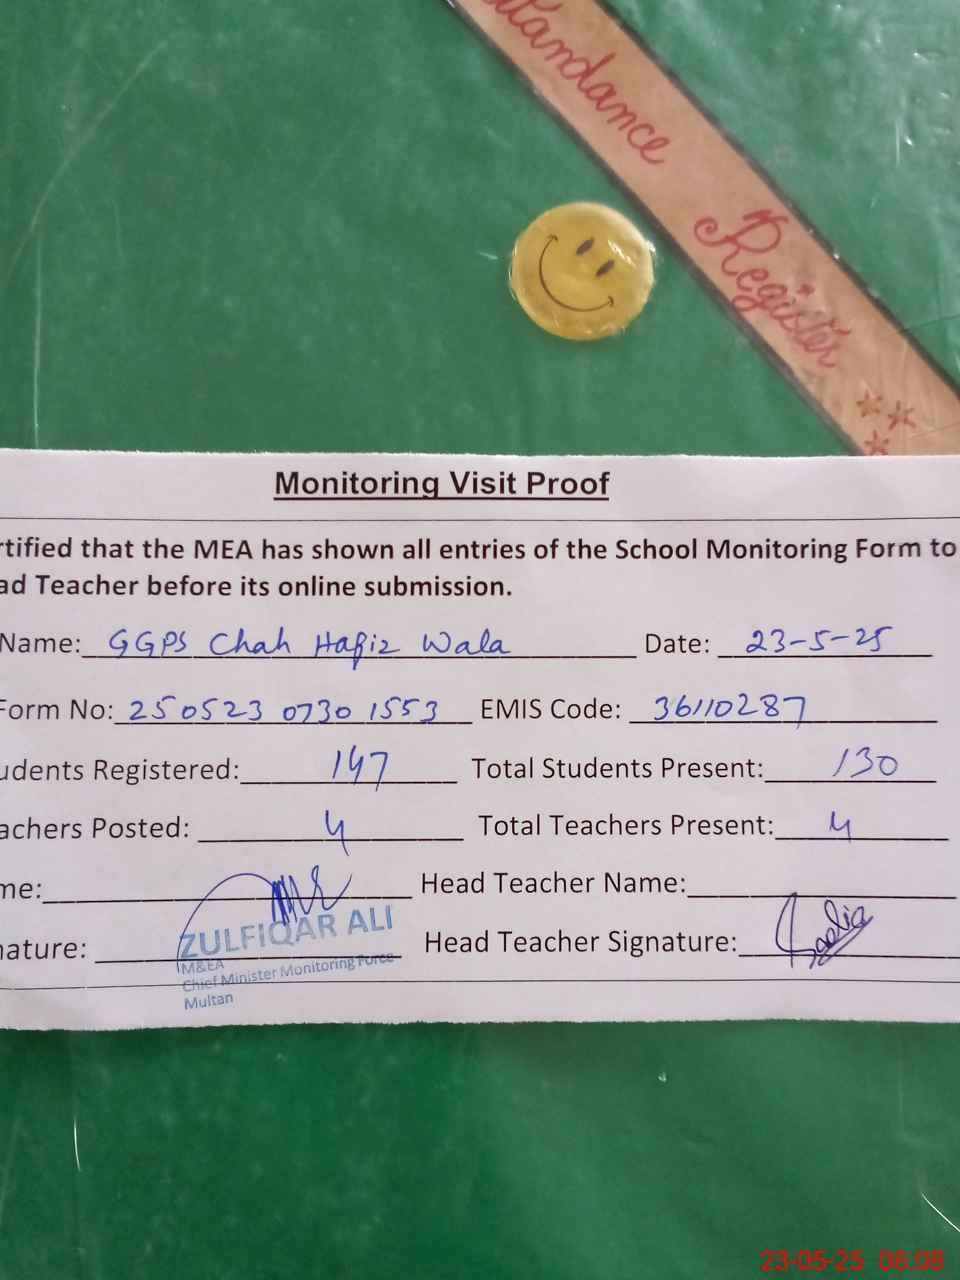 ttandance
Register
Monitoring Visit Proof
rtified that the MEA has shown all entries of the School Monitoring Form to
ad Teacher before its online submission.
Name: GGPS Chah Hafiz Wala Date: 23-5-25
Form No: 250523 0730 1553 EMIS Code: 36110287
udents Registered: 147 Total Students Present: 130
achers Posted: 4 Total Teachers Present: 4
me: Head Teacher Name:
nature: Head Teacher Signature:
ZULFIQAR ALI
M&EA
Chief Minister Monitoring Force
Multan
23-05-25 08:08